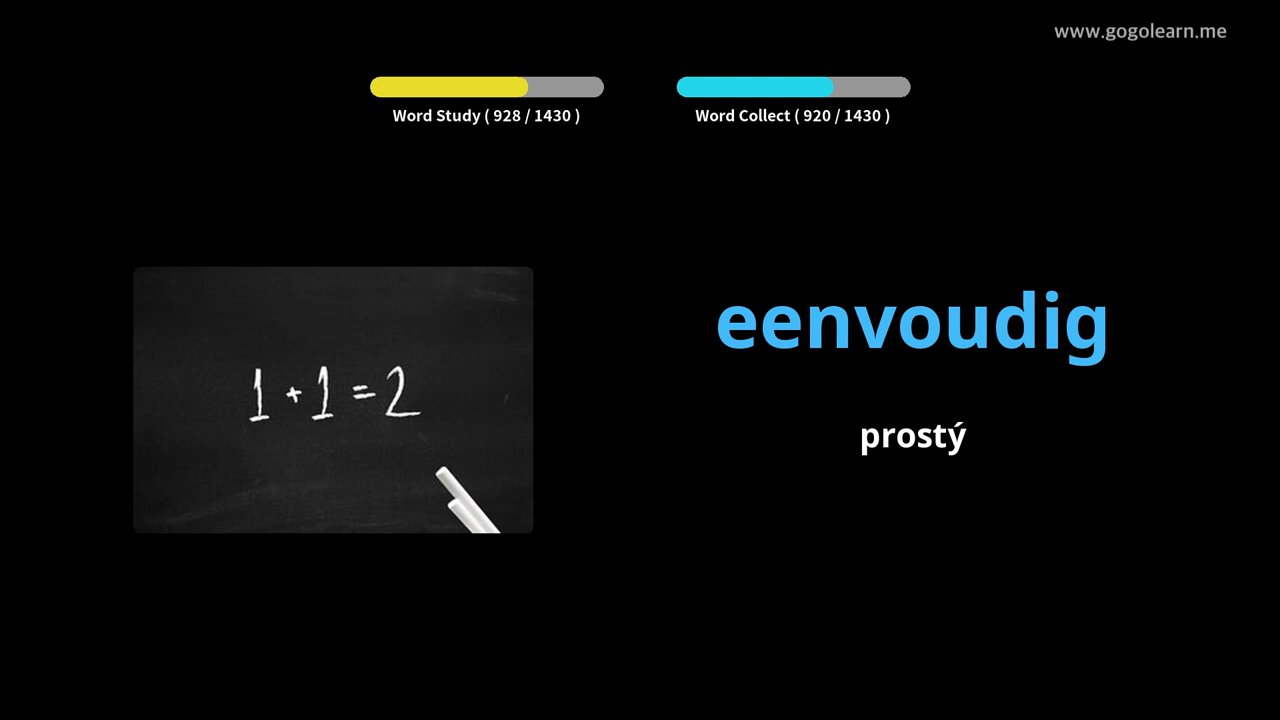 www.gogolearn.me
Word Study ( 928 / 1430 )
Word Collect ( 920 / 1430 )
1 + 1 = 2
eenvoudig
prostý